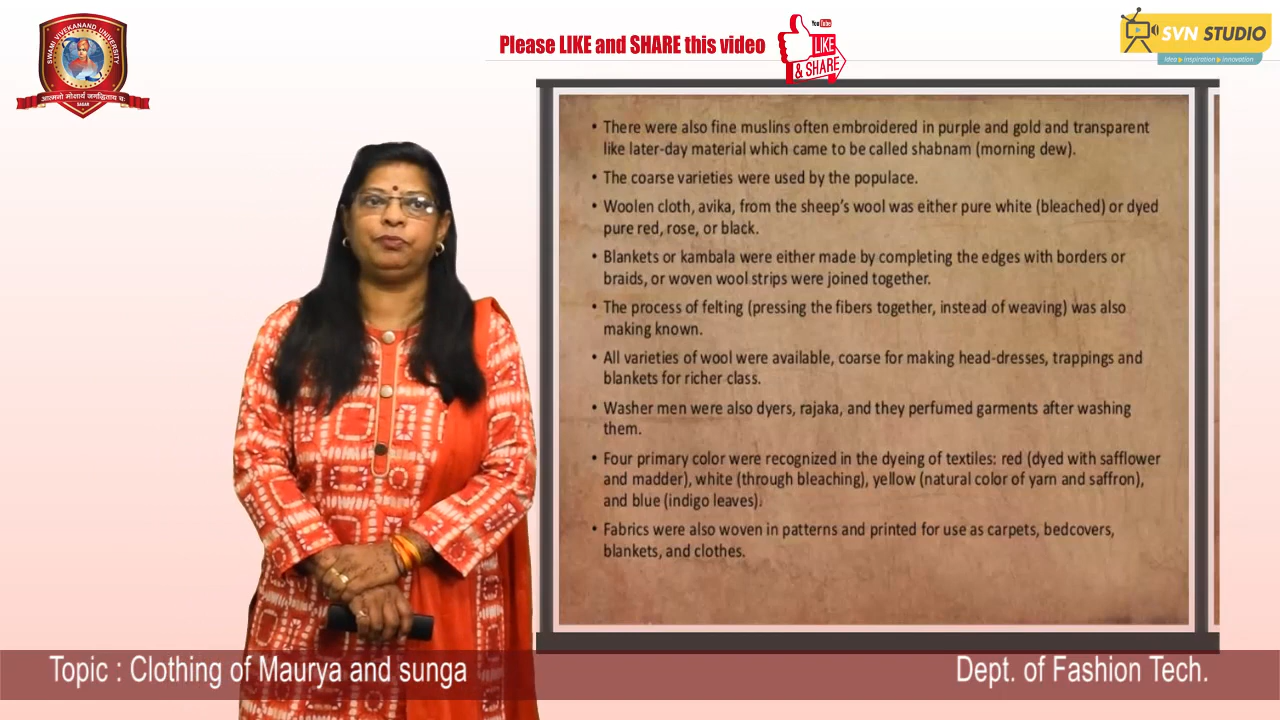 SWAMI VIVEKANAND UNIVERSITY
आत्मनो मोक्षार्थं जगद्धिताय च:
SAGAR
Please LIKE and SHARE this video
You Tube
LIKE
& SHARE
SVN STUDIO
Idea Inspiration Innovation
• There were also fine muslins often embroidered in purple and gold and transparent
like later-day material which came to be called shabnam (morning dew).
• The coarse varieties were used by the populace.
• Woolen cloth, avika, from the sheep's wool was either pure white (bleached) or dyed
pure red, rose, or black.
• Blankets or kambala were either made by completing the edges with borders or
braids, or woven wool strips were joined together.
• The process of felting (pressing the fibers together, instead of weaving) was also
making known.
• All varieties of wool were available, coarse for making head-dresses, trappings and
blankets for richer class.
• Washer men were also dyers, rajaka, and they perfumed garments after washing
them.
• Four primary color were recognized in the dyeing of textiles: red (dyed with safflower
and madder), white (through bleaching), yellow (natural color of yarn and saffron),
and blue (indigo leaves).
• Fabrics were also woven in patterns and printed for use as carpets, bedcovers,
blankets, and clothes.
Topic : Clothing of Maurya and sunga
Dept. of Fashion Tech.